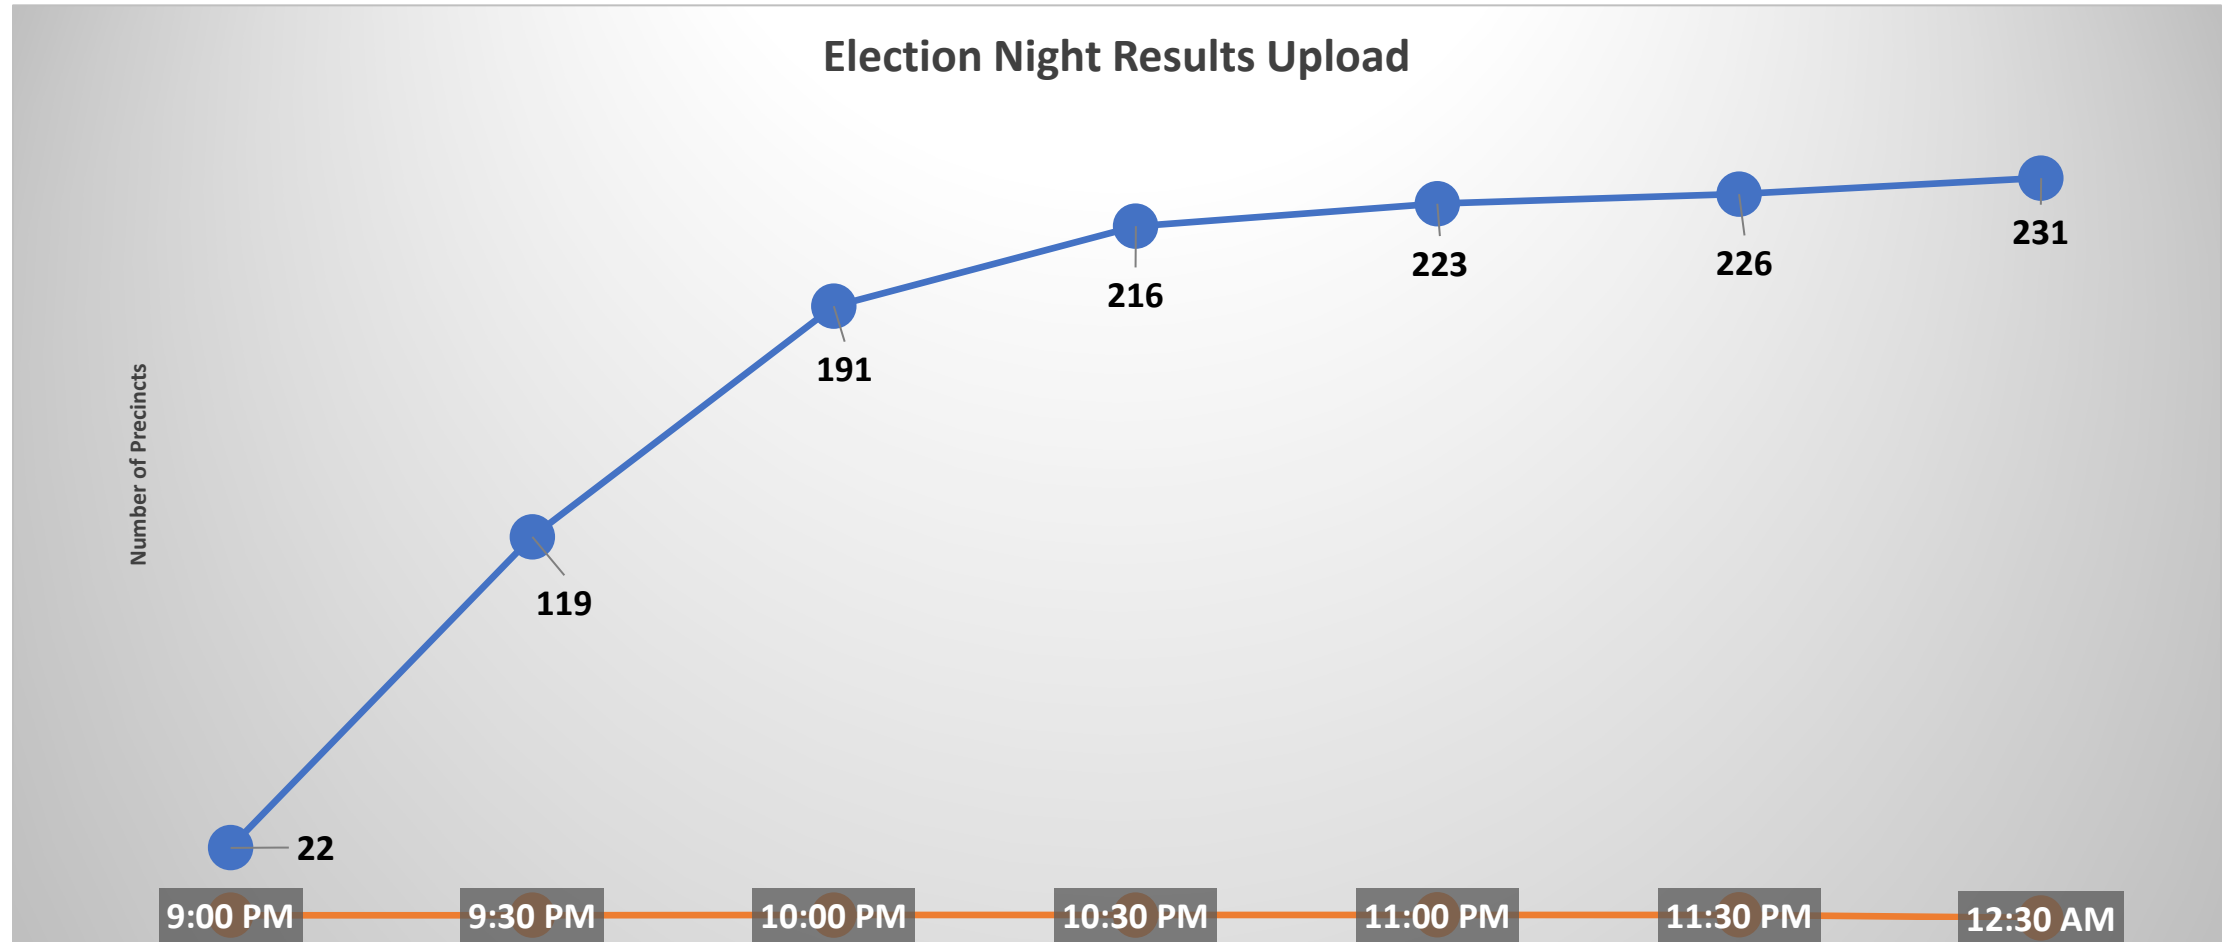 Election Night Results Upload
Number of Precincts
22
119
191
216
223
226
231
9:00 PM
9:30 PM
10:00 PM
10:30 PM
11:00 PM
11:30 PM
12:30 AM